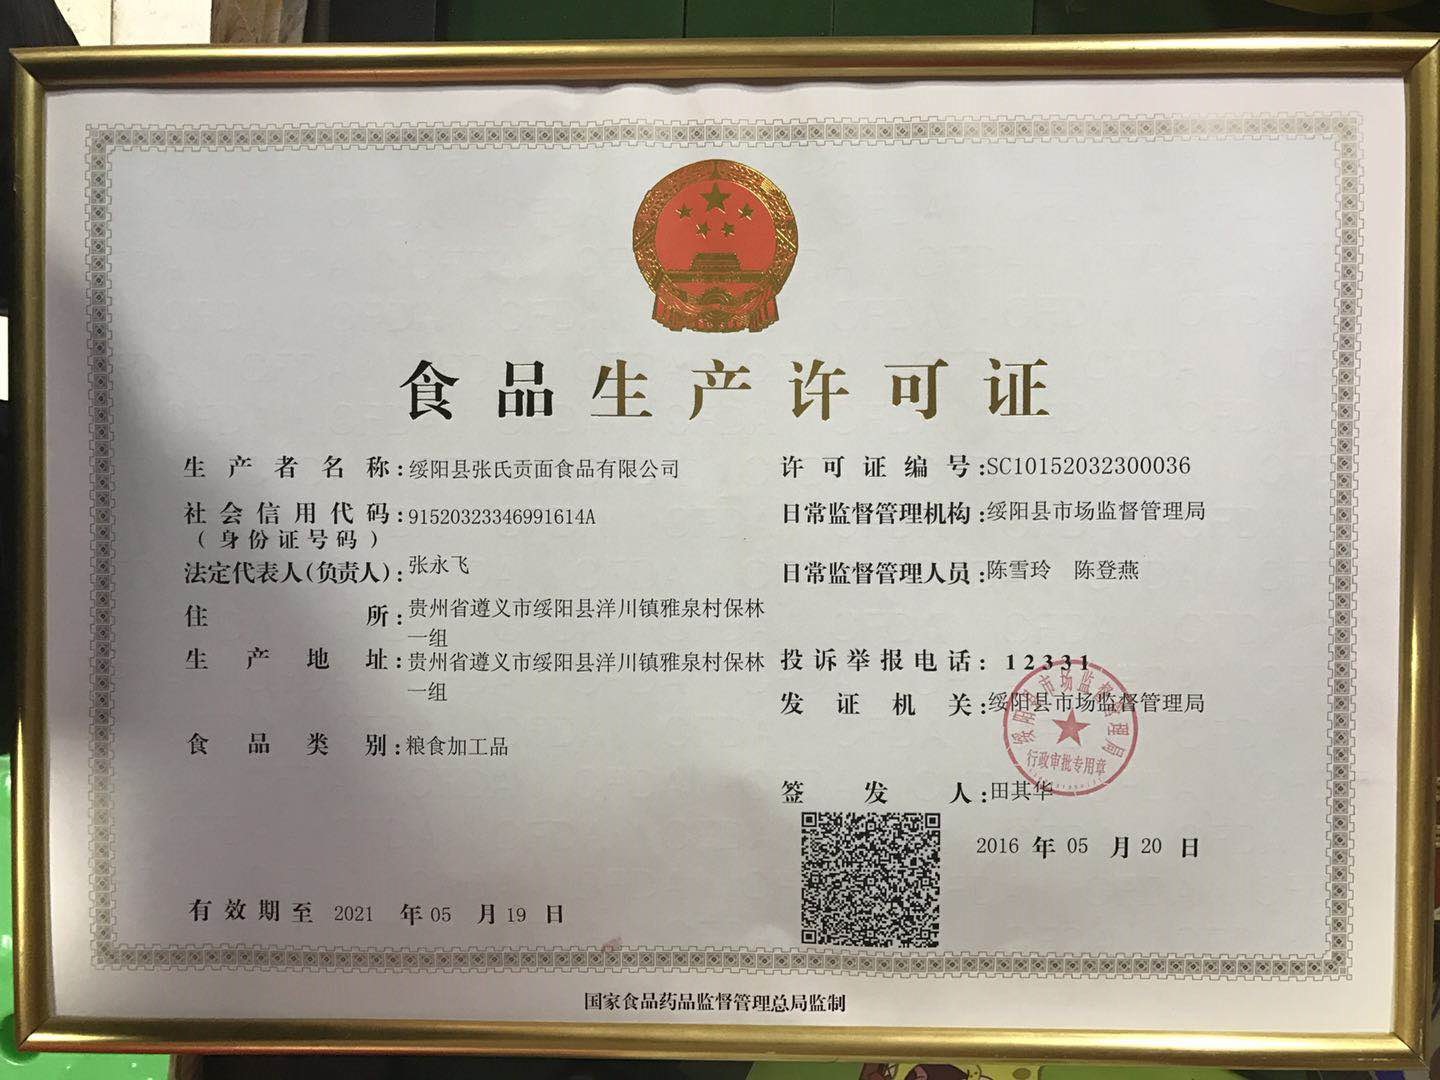 食品生产许可证
生产者名称:绥阳县张氏贡面食品有限公司
社会信用代码:91520323346991614A
(身份证号码)
法定代表人(负责人):张永飞
住所:贵州省遵义市绥阳县洋川镇雅泉村保林
一组
生产地址:贵州省遵义市绥阳县洋川镇雅泉村保林
一组
食品类别:粮食加工品
有效期至 2021 年 05 月 19 日
许可证编号:SC10152032300036
日常监督管理机构:绥阳县市场监督管理局
日常监督管理人员:陈雪玲 陈登燕
投诉举报电话:12331
发证机关:绥阳县市场监督管理局
绥阳县市场监督管理局
行政审批专用章
签发人:田其华
2016 年 05 月 20 日
国家食品药品监督管理总局监制